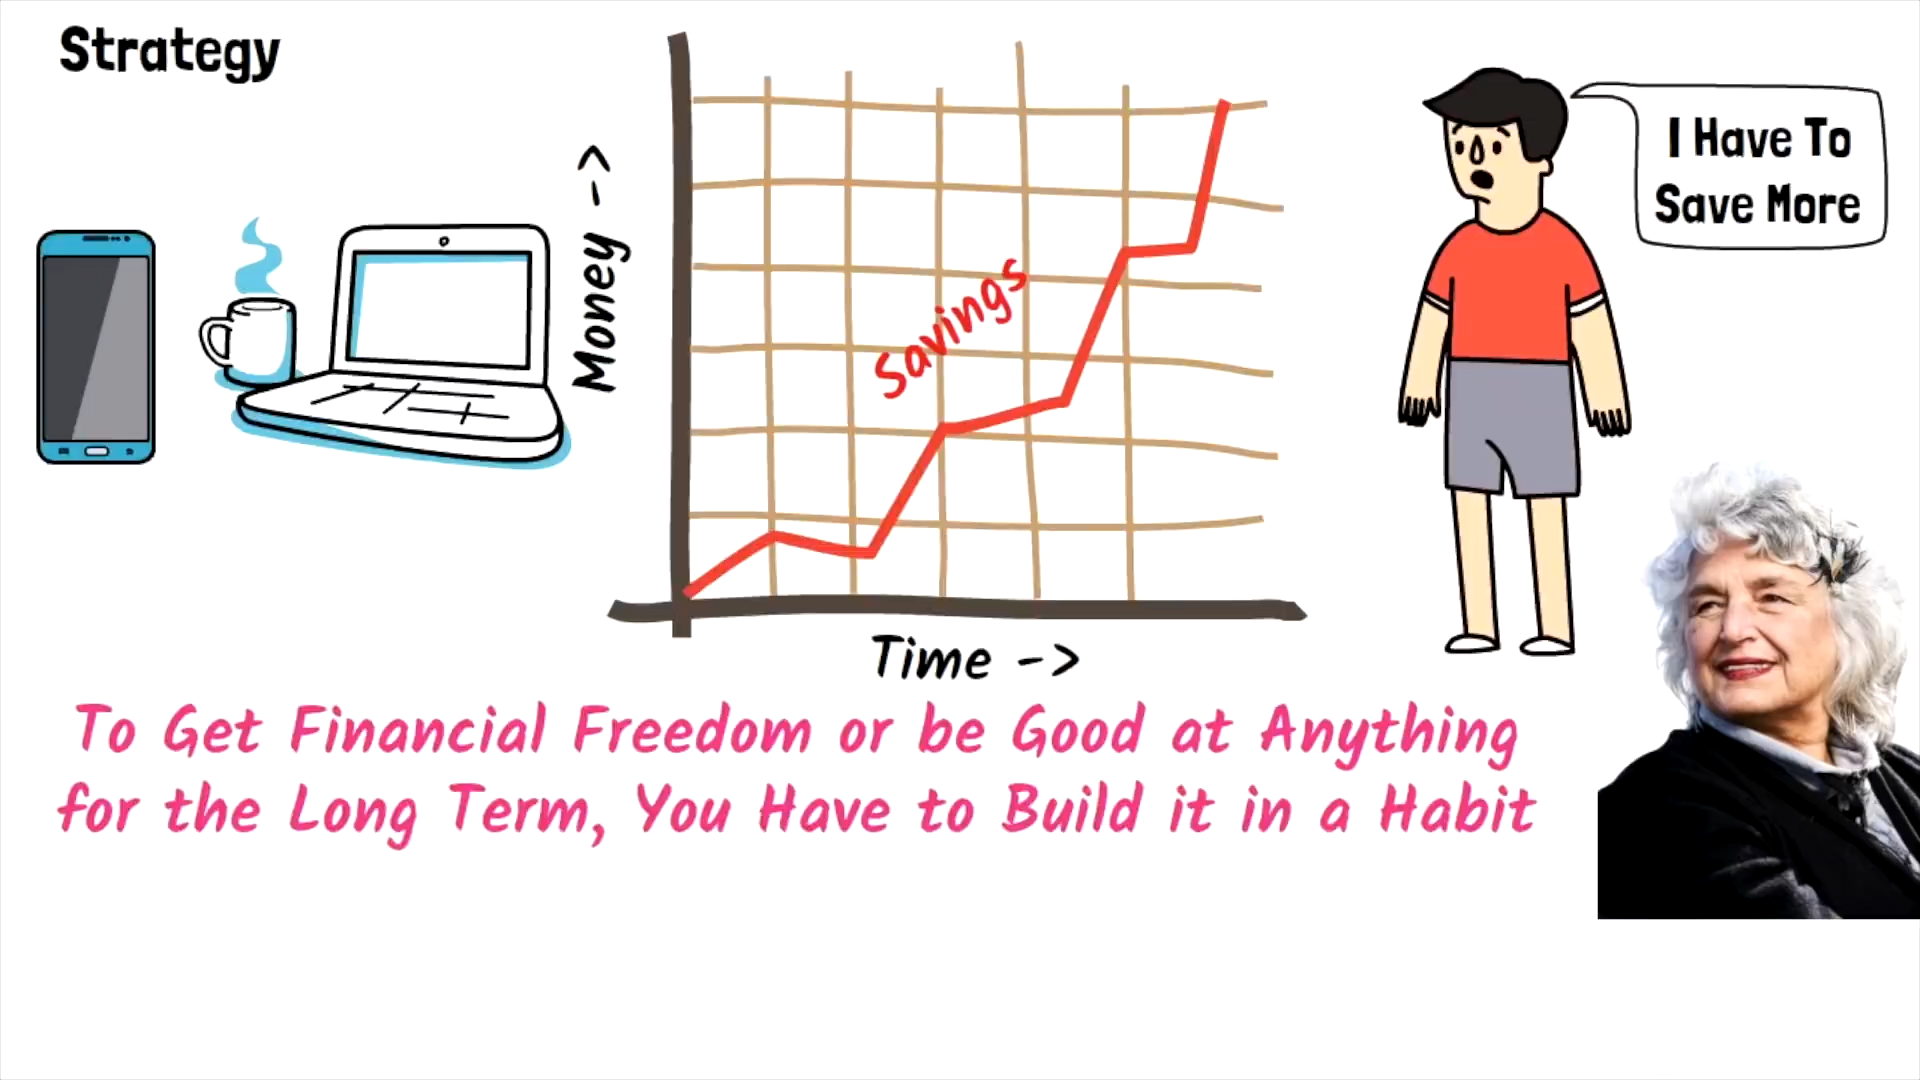 Strategy
Money ->
Savings
Time ->
I Have To
Save More
To Get Financial Freedom or be Good at Anything
for the Long Term, You Have to Build it in a Habit